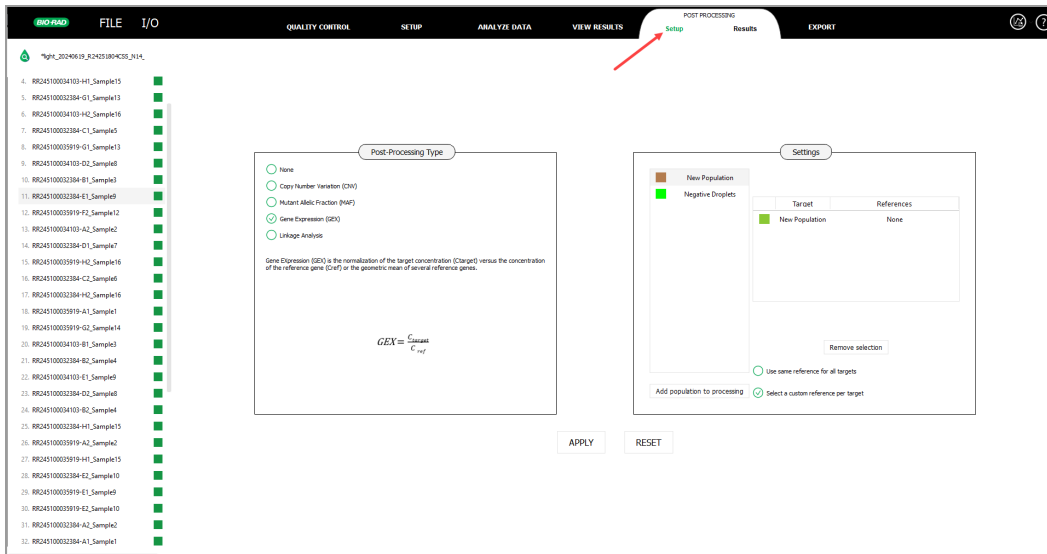 BIO-RAD FILE I/O QUALITY CONTROL SETUP ANALYZE DATA VIEW RESULTS POST PROCESSING Setup Results EXPORT
*light_20240619_R24251804CS5_N14_
4. RR245100034103-H1_Sample15
5. RR245100032384-G1_Sample13
6. RR245100034103-H2_Sample16
7. RR245100032384-C1_Sample5
8. RR245100035919-G1_Sample13
9. RR245100034103-D2_Sample8
10. RR245100032384-B1_Sample3
11. RR245100032384-E1_Sample9
12. RR245100035919-F2_Sample12
13. RR245100034103-A2_Sample2
14. RR245100032384-D1_Sample7
15. RR245100035919-H2_Sample16
16. RR245100032384-C2_Sample6
17. RR245100032384-H2_Sample16
18. RR245100035919-A1_Sample1
19. RR245100035919-G2_Sample14
20. RR245100034103-B1_Sample3
21. RR245100032384-B2_Sample4
22. RR245100034103-E1_Sample9
23. RR245100032384-D2_Sample8
24. RR245100034103-B2_Sample4
25. RR245100032384-H1_Sample15
26. RR245100035919-A2_Sample2
27. RR245100035919-H1_Sample15
28. RR245100032384-E2_Sample10
29. RR245100035919-E1_Sample9
30. RR245100035919-E2_Sample10
31. RR245100032384-A2_Sample2
32. RR245100032384-A1_Sample1
Post-Processing Type
None
Copy Number Variation (CNV)
Mutant Allelic Fraction (MAF)
Gene Expression (GEX)
Linkage Analysis
Gene EXpression (GEX) is the normalization of the target concentration (Ctarget) versus the concentration
of the reference gene (Cref) or the geometric mean of several reference genes.
GEX = C target / C ref
Settings
New Population
Negative Droplets
Target References
New Population None
Remove selection
Use same reference for all targets
Add population to processing
Select a custom reference per target
APPLY RESET